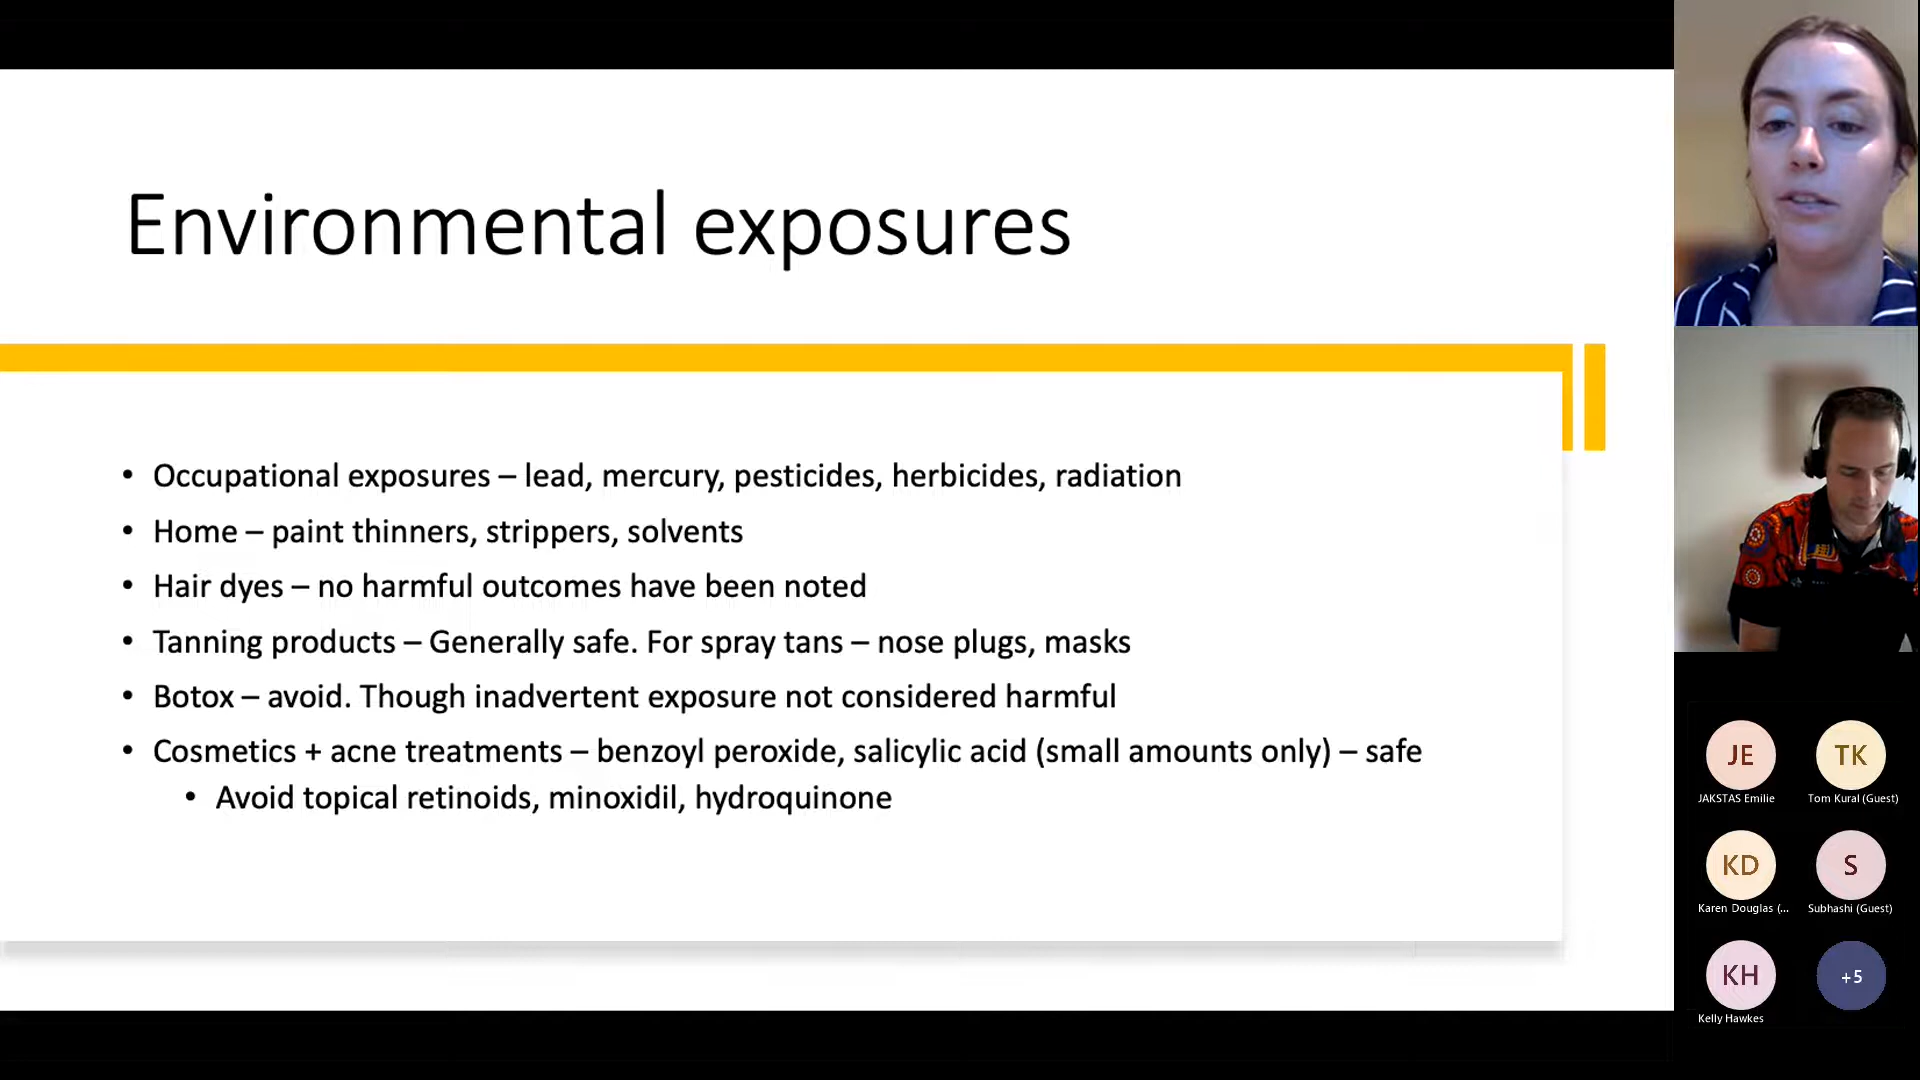 Environmental exposures
• Occupational exposures – lead, mercury, pesticides, herbicides, radiation
• Home – paint thinners, strippers, solvents
• Hair dyes – no harmful outcomes have been noted
• Tanning products – Generally safe. For spray tans – nose plugs, masks
• Botox – avoid. Though inadvertent exposure not considered harmful
• Cosmetics + acne treatments – benzoyl peroxide, salicylic acid (small amounts only) – safe
• Avoid topical retinoids, minoxidil, hydroquinone
JE TK
JAKSTAS Emilie Tom Kural (Guest)
KD S
Karen Douglas (... Subhashi (Guest)
KH +5
Kelly Hawkes